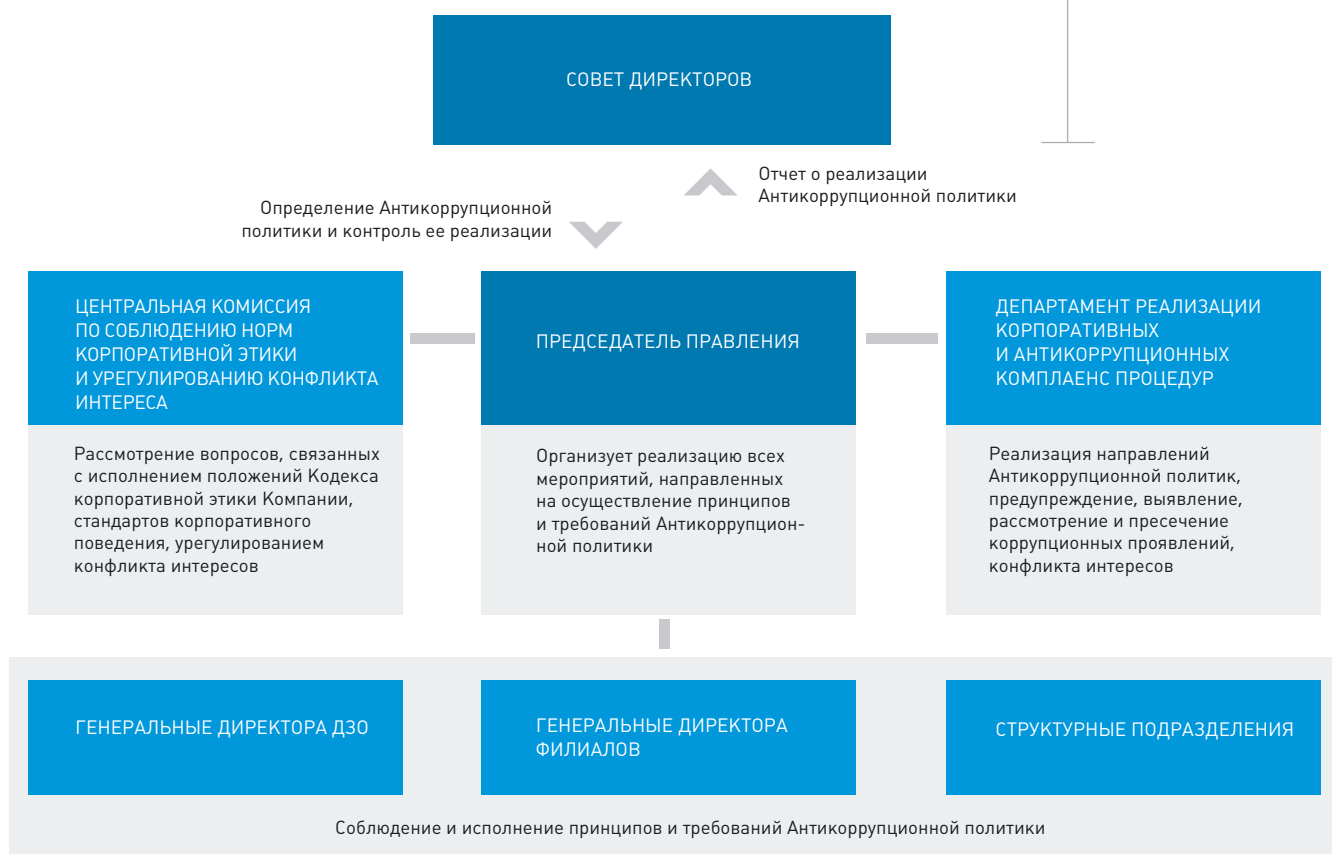 СОВЕТ ДИРЕКТОРОВ
Отчет о реализации
Антикоррупционной политики
Определение Антикоррупционной
политики и контроль ее реализации
ЦЕНТРАЛЬНАЯ КОМИССИЯ
ПО СОБЛЮДЕНИЮ НОРМ
КОРПОРАТИВНОЙ ЭТИКИ
И УРЕГУЛИРОВАНИЮ КОНФЛИКТА
ИНТЕРЕСА
Рассмотрение вопросов, связанных
с исполнением положений Кодекса
корпоративной этики Компании,
стандартов корпоративного
поведения, урегулированием
конфликта интересов
ПРЕДСЕДАТЕЛЬ ПРАВЛЕНИЯ
Организует реализацию всех
мероприятий, направленных
на осуществление принципов
и требований Антикоррупцион-
ной политики
ДЕПАРТАМЕНТ РЕАЛИЗАЦИИ
КОРПОРАТИВНЫХ
И АНТИКОРРУПЦИОННЫХ
КОМПЛАЕНС ПРОЦЕДУР
Реализация направлений
Антикоррупционной политик,
предупреждение, выявление,
рассмотрение и пресечение
коррупционных проявлений,
конфликта интересов
ГЕНЕРАЛЬНЫЕ ДИРЕКТОРА ДЗО
ГЕНЕРАЛЬНЫЕ ДИРЕКТОРА
ФИЛИАЛОВ
СТРУКТУРНЫЕ ПОДРАЗДЕЛЕНИЯ
Соблюдение и исполнение принципов и требований Антикоррупционной политики